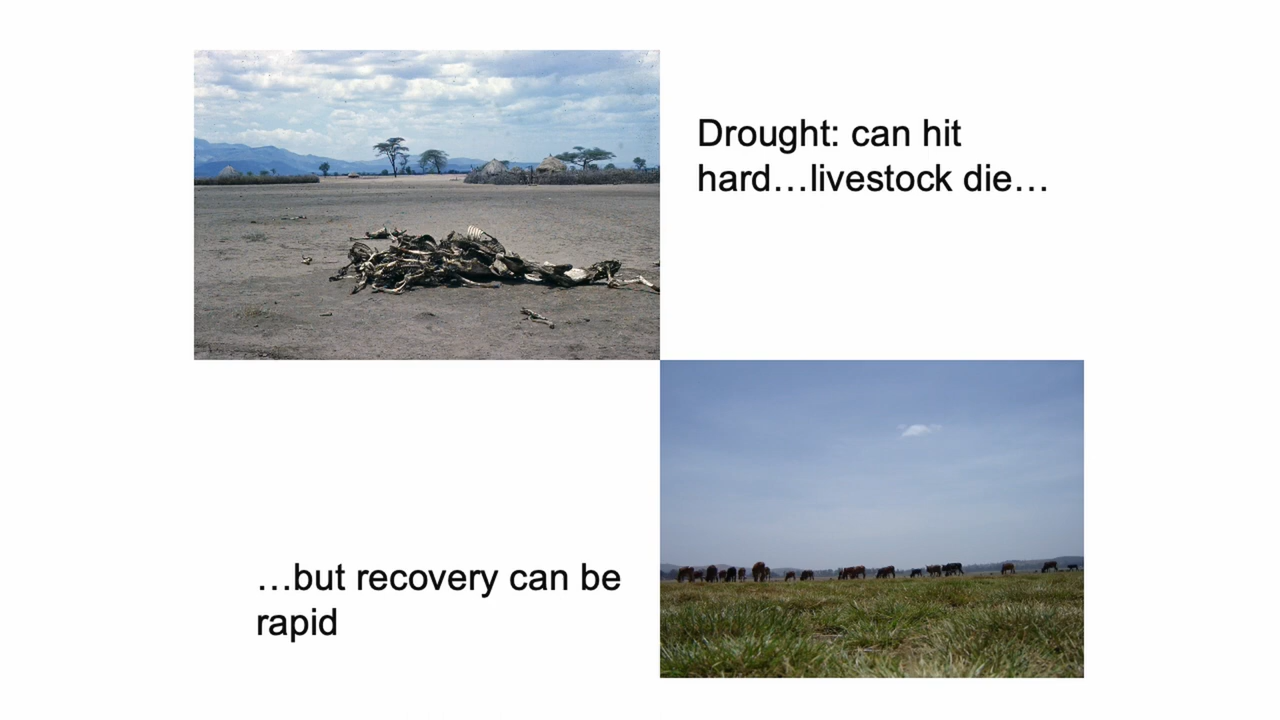 Drought: can hit
hard…livestock die…
…but recovery can be
rapid